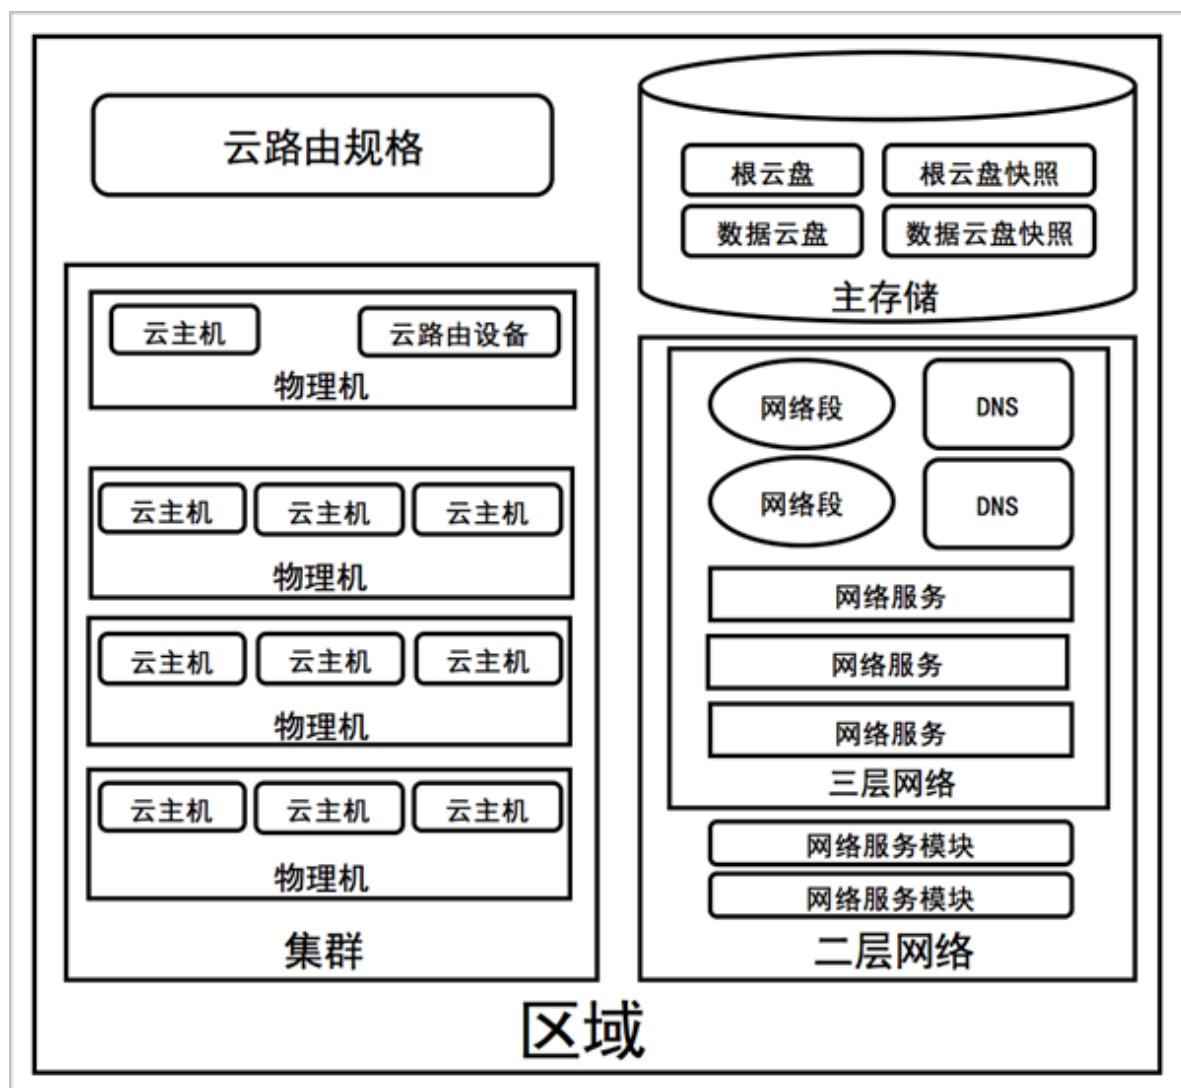 云路由规格
根云盘 根云盘快照
数据云盘 数据云盘快照
主存储
云主机 云路由设备
物理机
云主机 云主机 云主机
物理机
云主机 云主机 云主机
物理机
云主机 云主机 云主机
物理机
集群
网络段 DNS
网络段 DNS
网络服务
网络服务
网络服务
三层网络
网络服务模块
网络服务模块
二层网络
区域